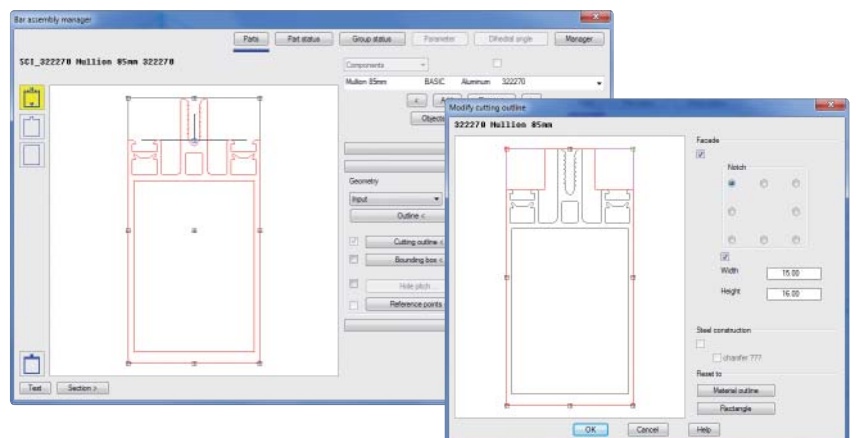 Bar assembly manager
Parts
Part status
Group status
Parameter
Dihedral angle
Manager
SCI_322270 Mullion 85mm 322270
Components
Mullion 85mm BASIC Aluminum 322270
<
Objects
Geometry
Input
Outline <
Cutting outline <
Bounding box <
Hole pitch ...
Reference points
Test
Section >
Modify cutting outline
322270 Mullion 85mm
Facade
Notch
Width 15.00
Height 16.00
Steel construction
chamfer ???
Reset to
Material outline
Rectangle
OK
Cancel
Help